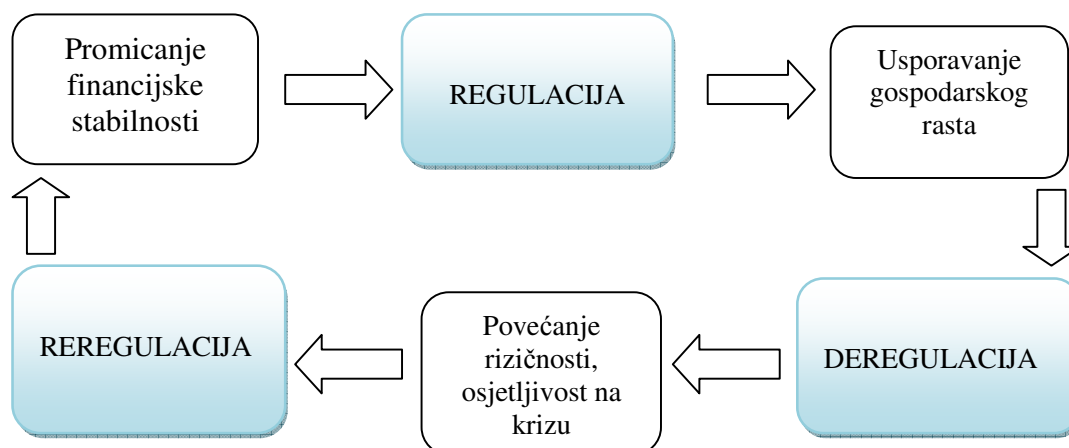 Promicanje
financijske
stabilnosti
REGULACIJA
Usporavanje
gospodarskog
rasta
REREGULACIJA
Povećanje
rizičnosti,
osjetljivost na
krizu
DEREGULACIJA